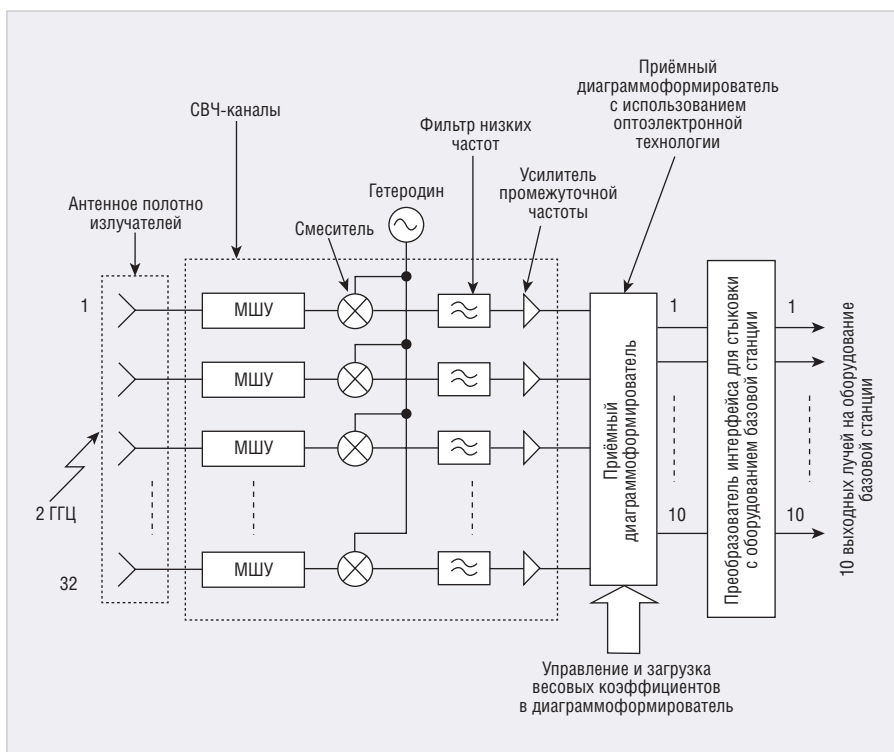 Приёмный
диаграммоформирователь
с использованием
оптоэлектронной
технологии
СВЧ-каналы
Фильтр низких
частот
Усилитель
промежуточной
частоты
Гетеродин
Антенное полотно
излучателей
Смеситель
1
МШУ
1
1
МШУ
МШУ
2 ГГЦ
32
МШУ
10
10
Приёмный
диаграммоформирователь
Преобразователь интерфейса для стыковки
с оборудованием базовой станции
10 выходных лучей на оборудование
базовой станции
Управление и загрузка
весовых коэффициентов
в диаграммоформирователь